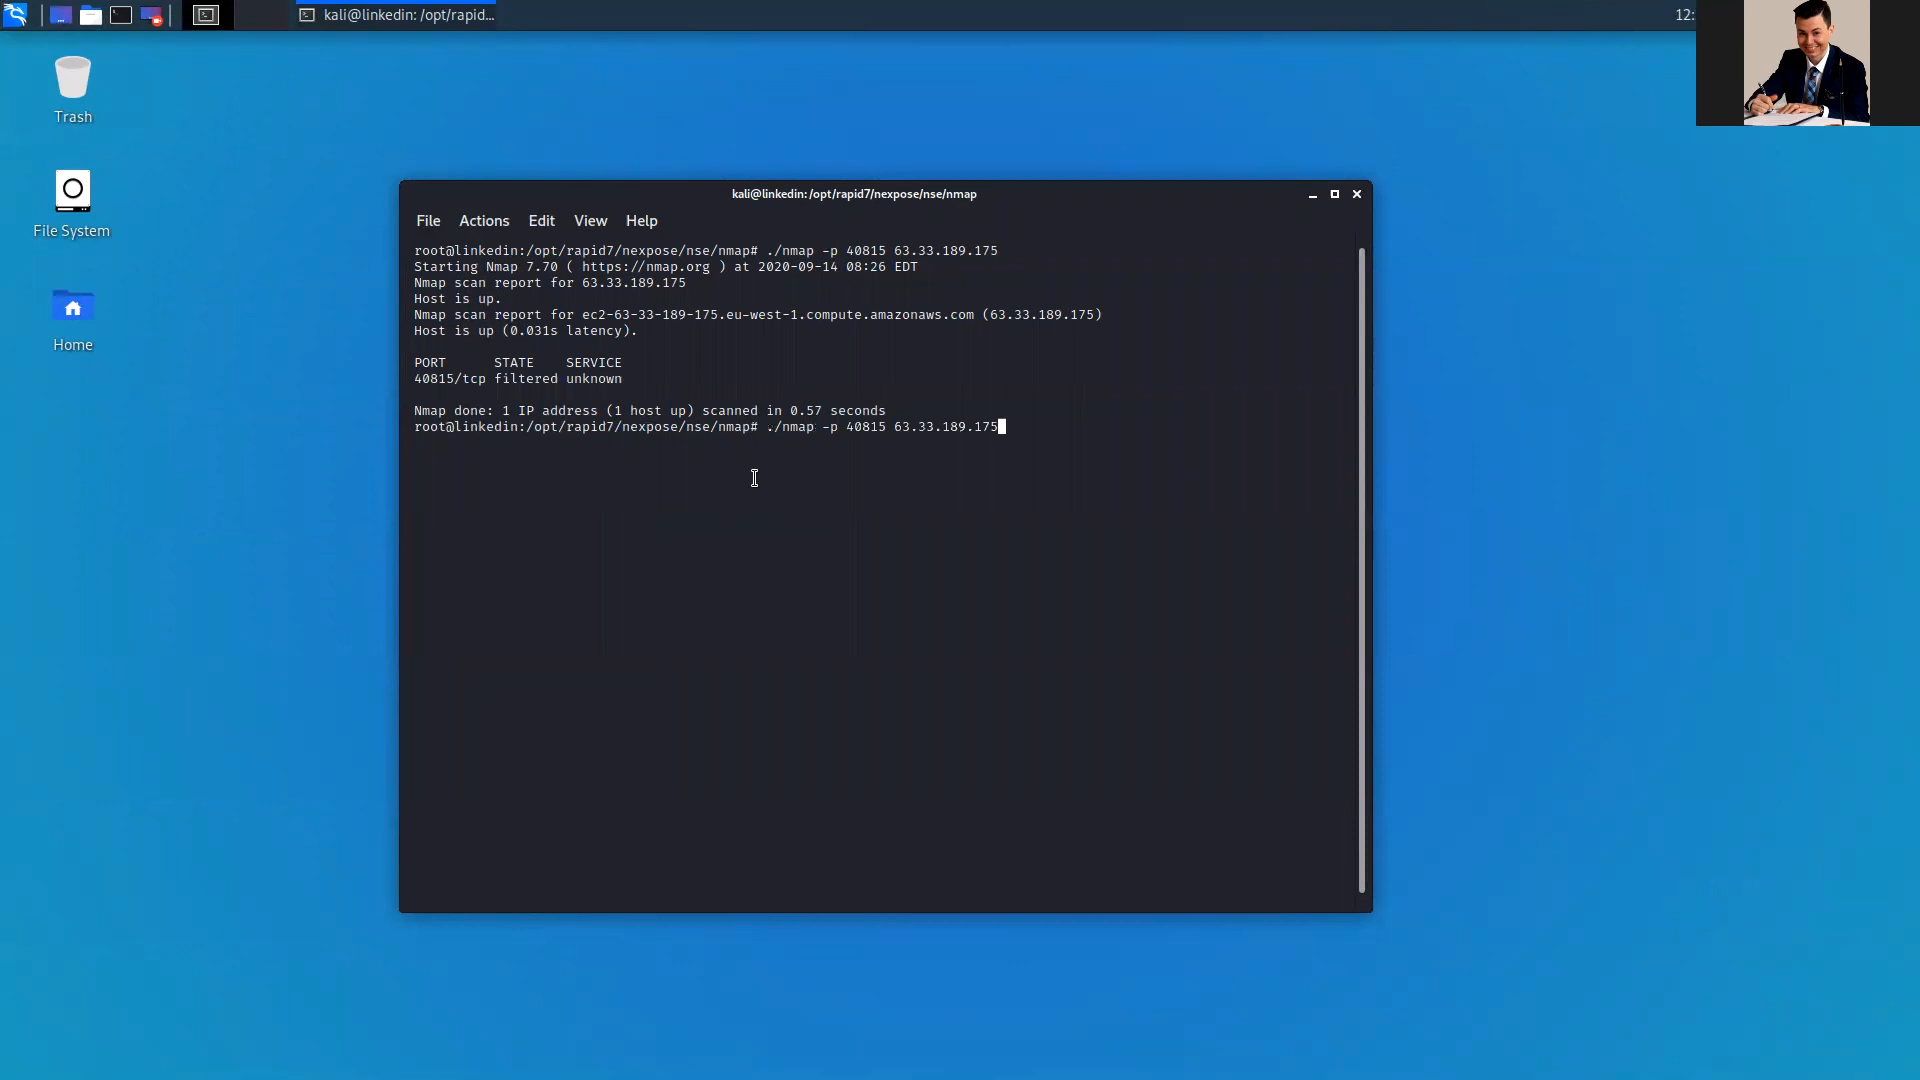 kali@linkedin: /opt/rapid...
12:
Trash
File System
Home
kali@linkedin: /opt/rapid7/nexpose/nse/nmap
File Actions Edit View Help
root@linkedin:/opt/rapid7/nexpose/nse/nmap# ./nmap -p 40815 63.33.189.175
Starting Nmap 7.70 ( https://nmap.org ) at 2020-09-14 08:26 EDT
Nmap scan report for 63.33.189.175
Host is up.
Nmap scan report for ec2-63-33-189-175.eu-west-1.compute.amazonaws.com (63.33.189.175)
Host is up (0.031s latency).
PORT STATE SERVICE
40815/tcp filtered unknown
Nmap done: 1 IP address (1 host up) scanned in 0.57 seconds
root@linkedin:/opt/rapid7/nexpose/nse/nmap# ./nmap -p 40815 63.33.189.175